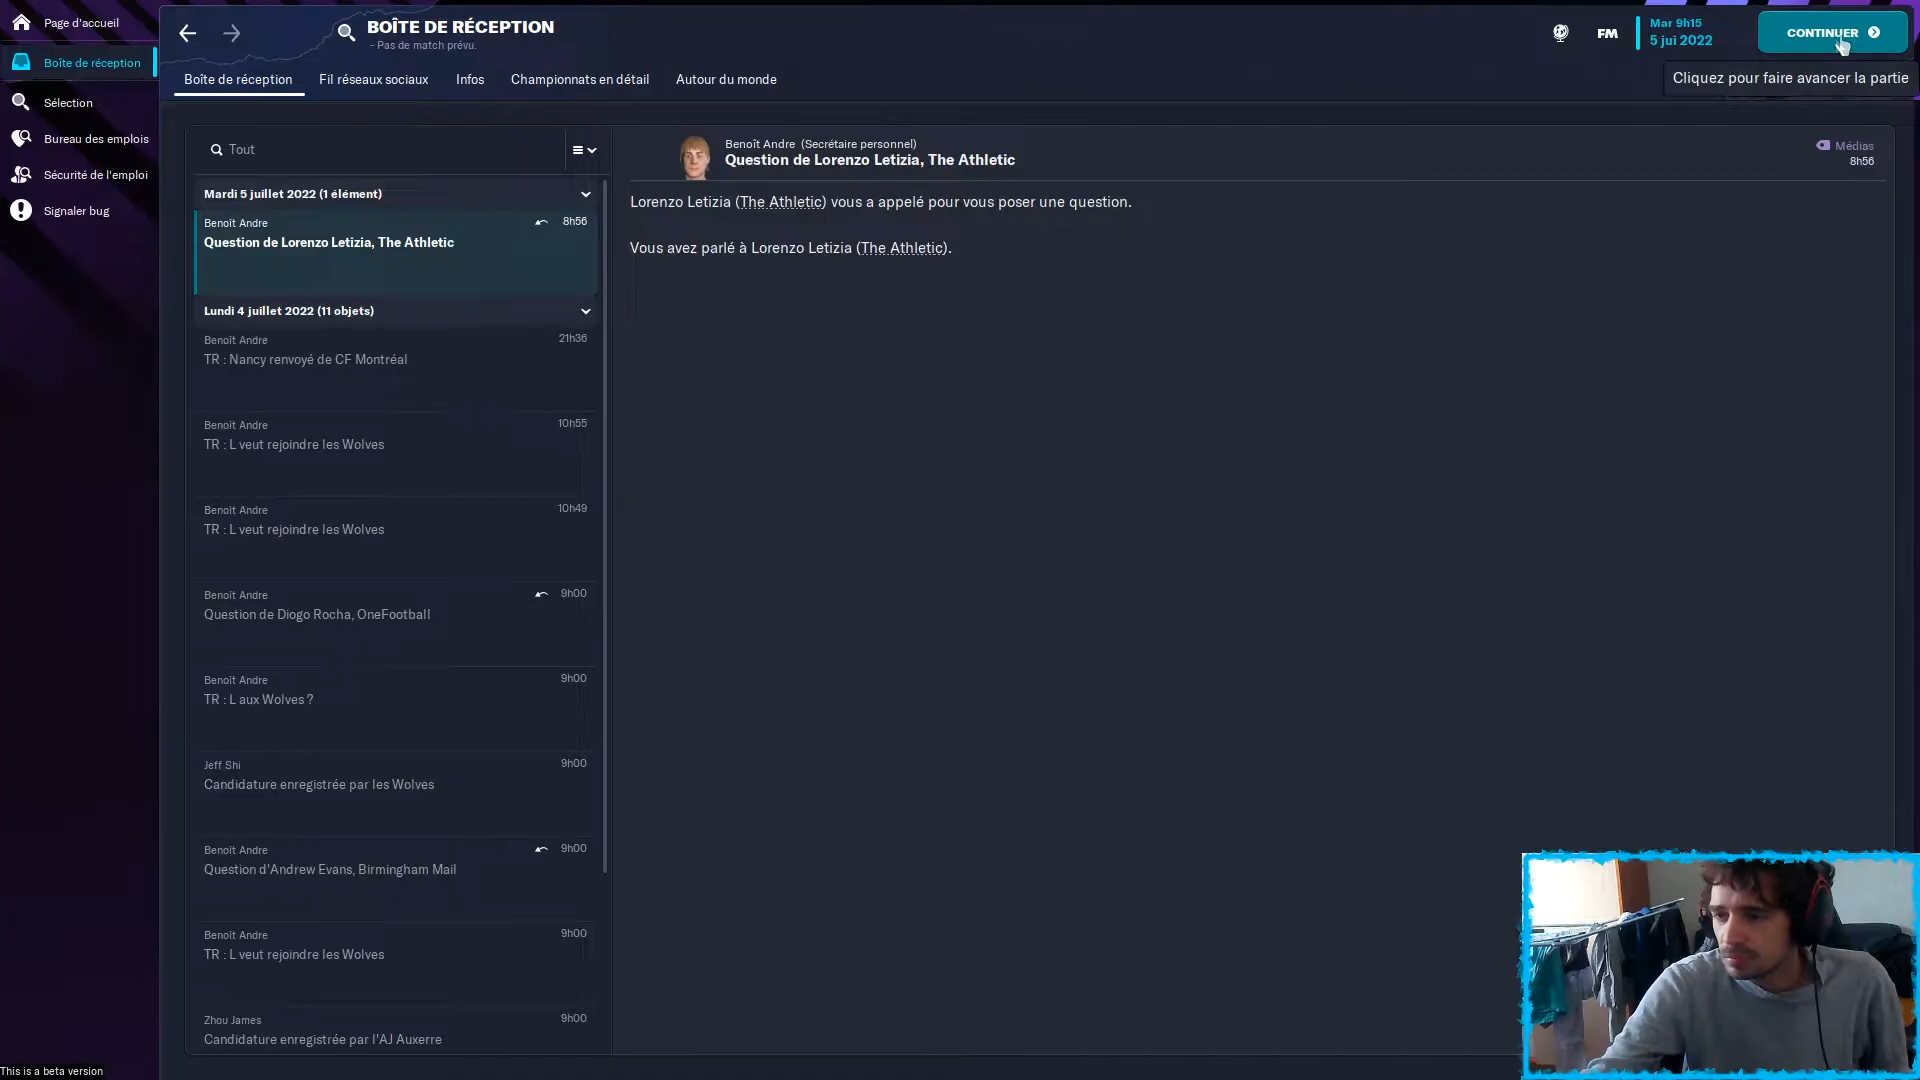 Page d'accueil
Boîte de réception
Sélection
Bureau des emplois
Sécurité de l'emploi
Signaler bug
This is a beta version
BOÎTE DE RÉCEPTION
- Pas de match prévu.
FM
Mar 9h15
5 jui 2022
CONTINUER
Cliquez pour faire avancer la partie
Boîte de réception
Fil réseaux sociaux
Infos
Championnats en détail
Autour du monde
Tout
Mardi 5 juillet 2022 (1 élément)
Benoît Andre
8h56
Question de Lorenzo Letizia, The Athletic
Lundi 4 juillet 2022 (11 objets)
Benoît Andre
21h36
TR : Nancy renvoyé de CF Montréal
Benoît Andre
10h55
TR : L veut rejoindre les Wolves
Benoît Andre
10h49
TR : L veut rejoindre les Wolves
Benoît Andre
9h00
Question de Diogo Rocha, OneFootball
Benoît Andre
9h00
TR : L aux Wolves ?
Jeff Shi
9h00
Candidature enregistrée par les Wolves
Benoît Andre
9h00
Question d'Andrew Evans, Birmingham Mail
Benoît Andre
9h00
TR : L veut rejoindre les Wolves
Zhou James
9h00
Candidature enregistrée par l'AJ Auxerre
Benoît Andre (Secrétaire personnel)
Question de Lorenzo Letizia, The Athletic
Médias
8h56
Lorenzo Letizia (The Athletic) vous a appelé pour vous poser une question.
Vous avez parlé à Lorenzo Letizia (The Athletic).